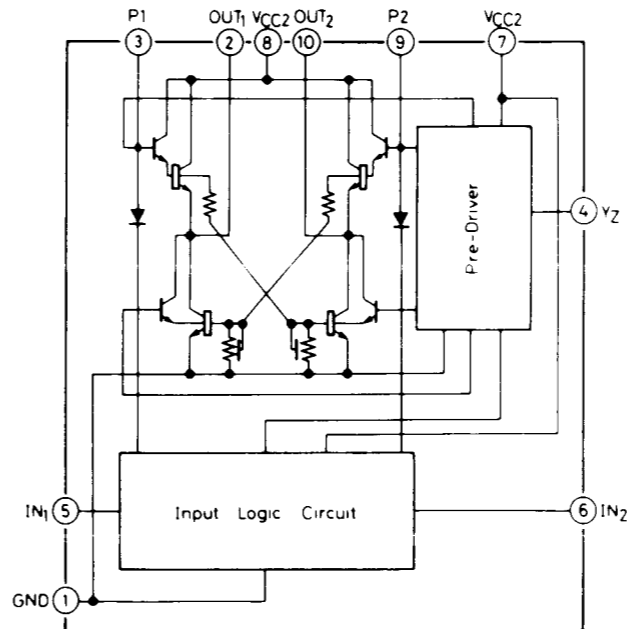 P1 OUT1 VCC2 OUT2 P2 VCC2
3 2 8 10 9 7
Pre-Driver
4 VZ
IN1 5 Input Logic Circuit 6 IN2
GND 1